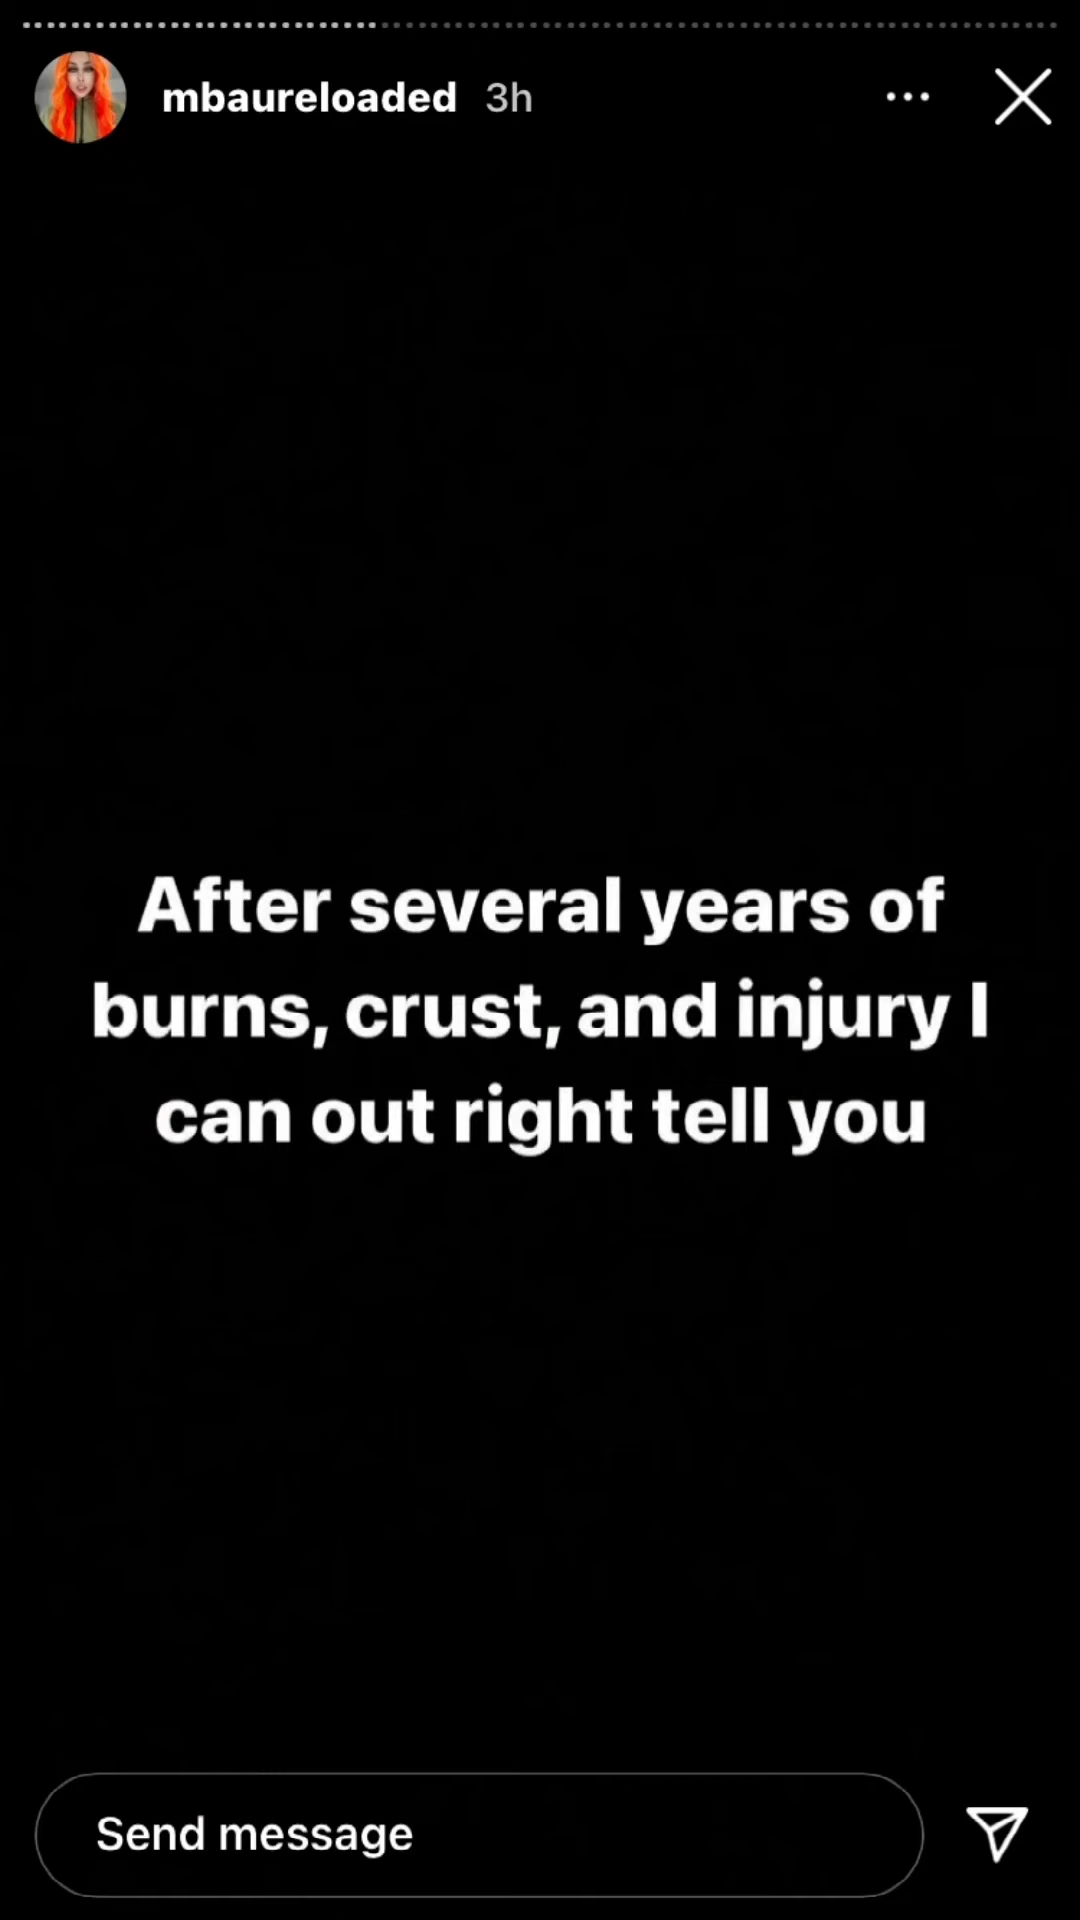 mbaureloaded 3h
After several years of
burns, crust, and injury I
can out right tell you
Send message